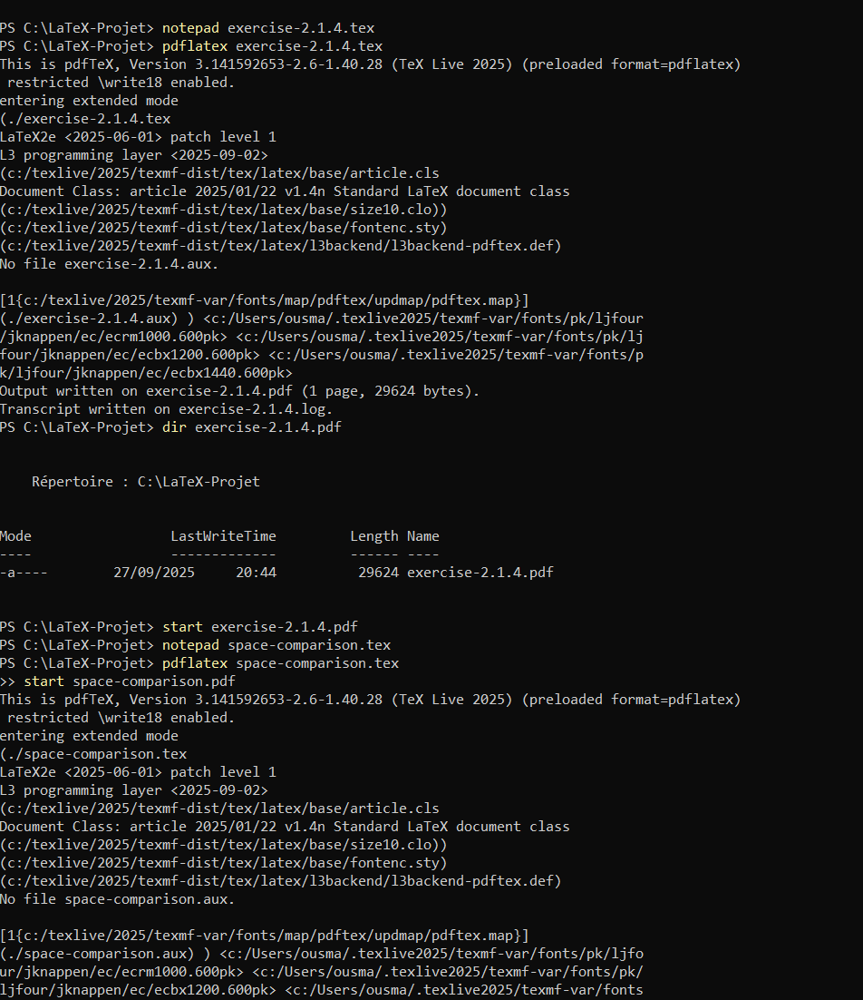 PS C:\LaTeX-Projet> notepad exercise-2.1.4.tex
PS C:\LaTeX-Projet> pdflatex exercise-2.1.4.tex
This is pdfTeX, Version 3.141592653-2.6-1.40.28 (TeX Live 2025) (preloaded format=pdflatex)
 restricted \write18 enabled.
entering extended mode
(./exercise-2.1.4.tex
LaTeX2e <2025-06-01> patch level 1
L3 programming layer <2025-09-02>
(c:/texlive/2025/texmf-dist/tex/latex/base/article.cls
Document Class: article 2025/01/22 v1.4n Standard LaTeX document class
(c:/texlive/2025/texmf-dist/tex/latex/base/size10.clo))
(c:/texlive/2025/texmf-dist/tex/latex/base/fontenc.sty)
(c:/texlive/2025/texmf-dist/tex/latex/l3backend/l3backend-pdftex.def)
No file exercise-2.1.4.aux.

[1{c:/texlive/2025/texmf-var/fonts/map/pdftex/updmap/pdftex.map}]
(./exercise-2.1.4.aux) ) <c:/Users/ousma/.texlive2025/texmf-var/fonts/pk/ljfour
/jknappen/ec/ecrm1000.600pk> <c:/Users/ousma/.texlive2025/texmf-var/fonts/pk/lj
four/jknappen/ec/ecbx1200.600pk> <c:/Users/ousma/.texlive2025/texmf-var/fonts/p
k/ljfour/jknappen/ec/ecbx1440.600pk>
Output written on exercise-2.1.4.pdf (1 page, 29624 bytes).
Transcript written on exercise-2.1.4.log.
PS C:\LaTeX-Projet> dir exercise-2.1.4.pdf

    Répertoire : C:\LaTeX-Projet

Mode                 LastWriteTime         Length Name
----                 -------------         ------ ----
-a----        27/09/2025     20:44          29624 exercise-2.1.4.pdf

PS C:\LaTeX-Projet> start exercise-2.1.4.pdf
PS C:\LaTeX-Projet> notepad space-comparison.tex
PS C:\LaTeX-Projet> pdflatex space-comparison.tex
>> start space-comparison.pdf
This is pdfTeX, Version 3.141592653-2.6-1.40.28 (TeX Live 2025) (preloaded format=pdflatex)
 restricted \write18 enabled.
entering extended mode
(./space-comparison.tex
LaTeX2e <2025-06-01> patch level 1
L3 programming layer <2025-09-02>
(c:/texlive/2025/texmf-dist/tex/latex/base/article.cls
Document Class: article 2025/01/22 v1.4n Standard LaTeX document class
(c:/texlive/2025/texmf-dist/tex/latex/base/size10.clo))
(c:/texlive/2025/texmf-dist/tex/latex/base/fontenc.sty)
(c:/texlive/2025/texmf-dist/tex/latex/l3backend/l3backend-pdftex.def)
No file space-comparison.aux.

[1{c:/texlive/2025/texmf-var/fonts/map/pdftex/updmap/pdftex.map}]
(./space-comparison.aux) ) <c:/Users/ousma/.texlive2025/texmf-var/fonts/pk/ljfo
ur/jknappen/ec/ecrm1000.600pk> <c:/Users/ousma/.texlive2025/texmf-var/fonts/pk/
ljfour/jknappen/ec/ecbx1200.600pk> <c:/Users/ousma/.texlive2025/texmf-var/fonts